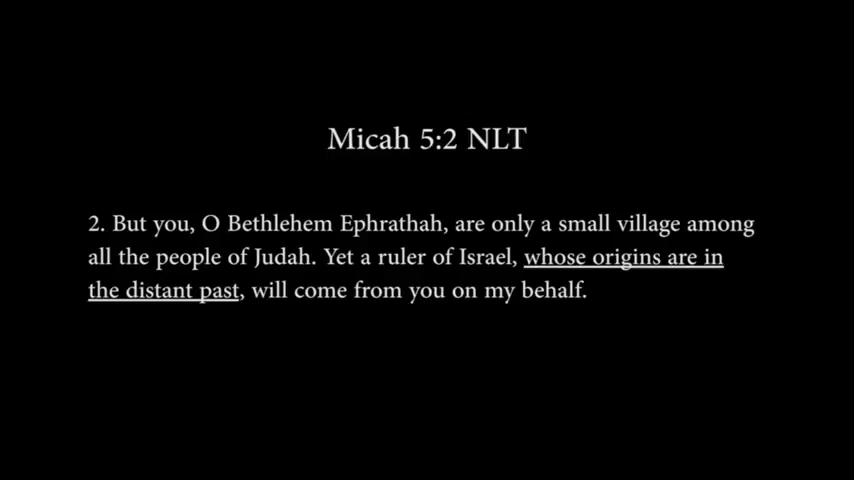 Micah 5:2 NLT
2. But you, O Bethlehem Ephrathah, are only a small village among
all the people of Judah. Yet a ruler of Israel, whose origins are in
the distant past, will come from you on my behalf.